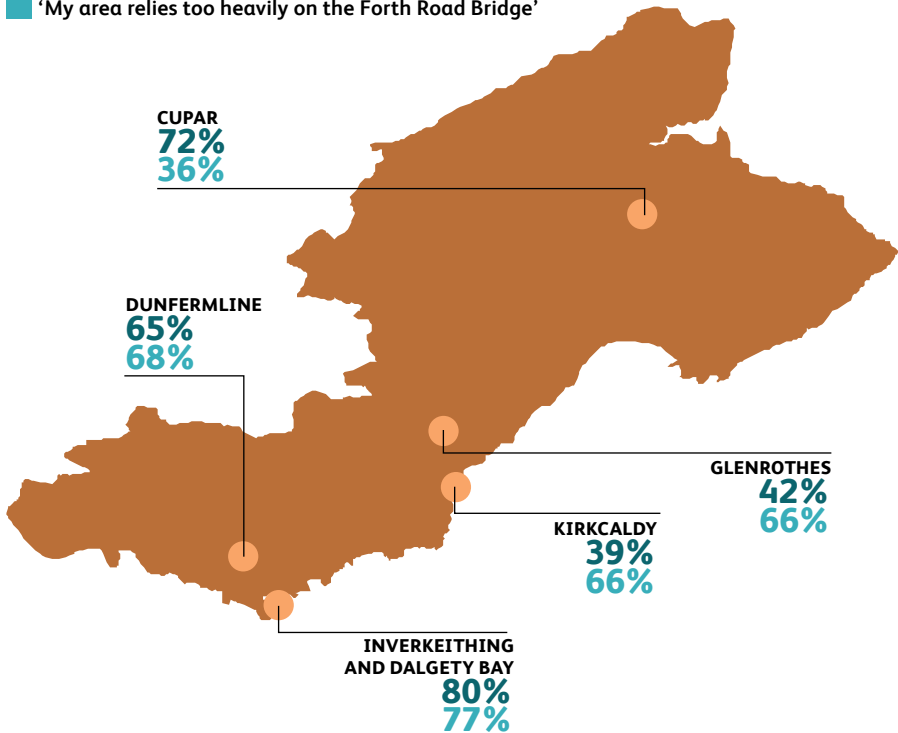 ‘My area relies too heavily on the Forth Road Bridge’
CUPAR
72%
36%
DUNFERMLINE
65%
68%
GLENROTHES
42%
66%
KIRKCALDY
39%
66%
INVERKEITHING
AND DALGETY BAY
80%
77%